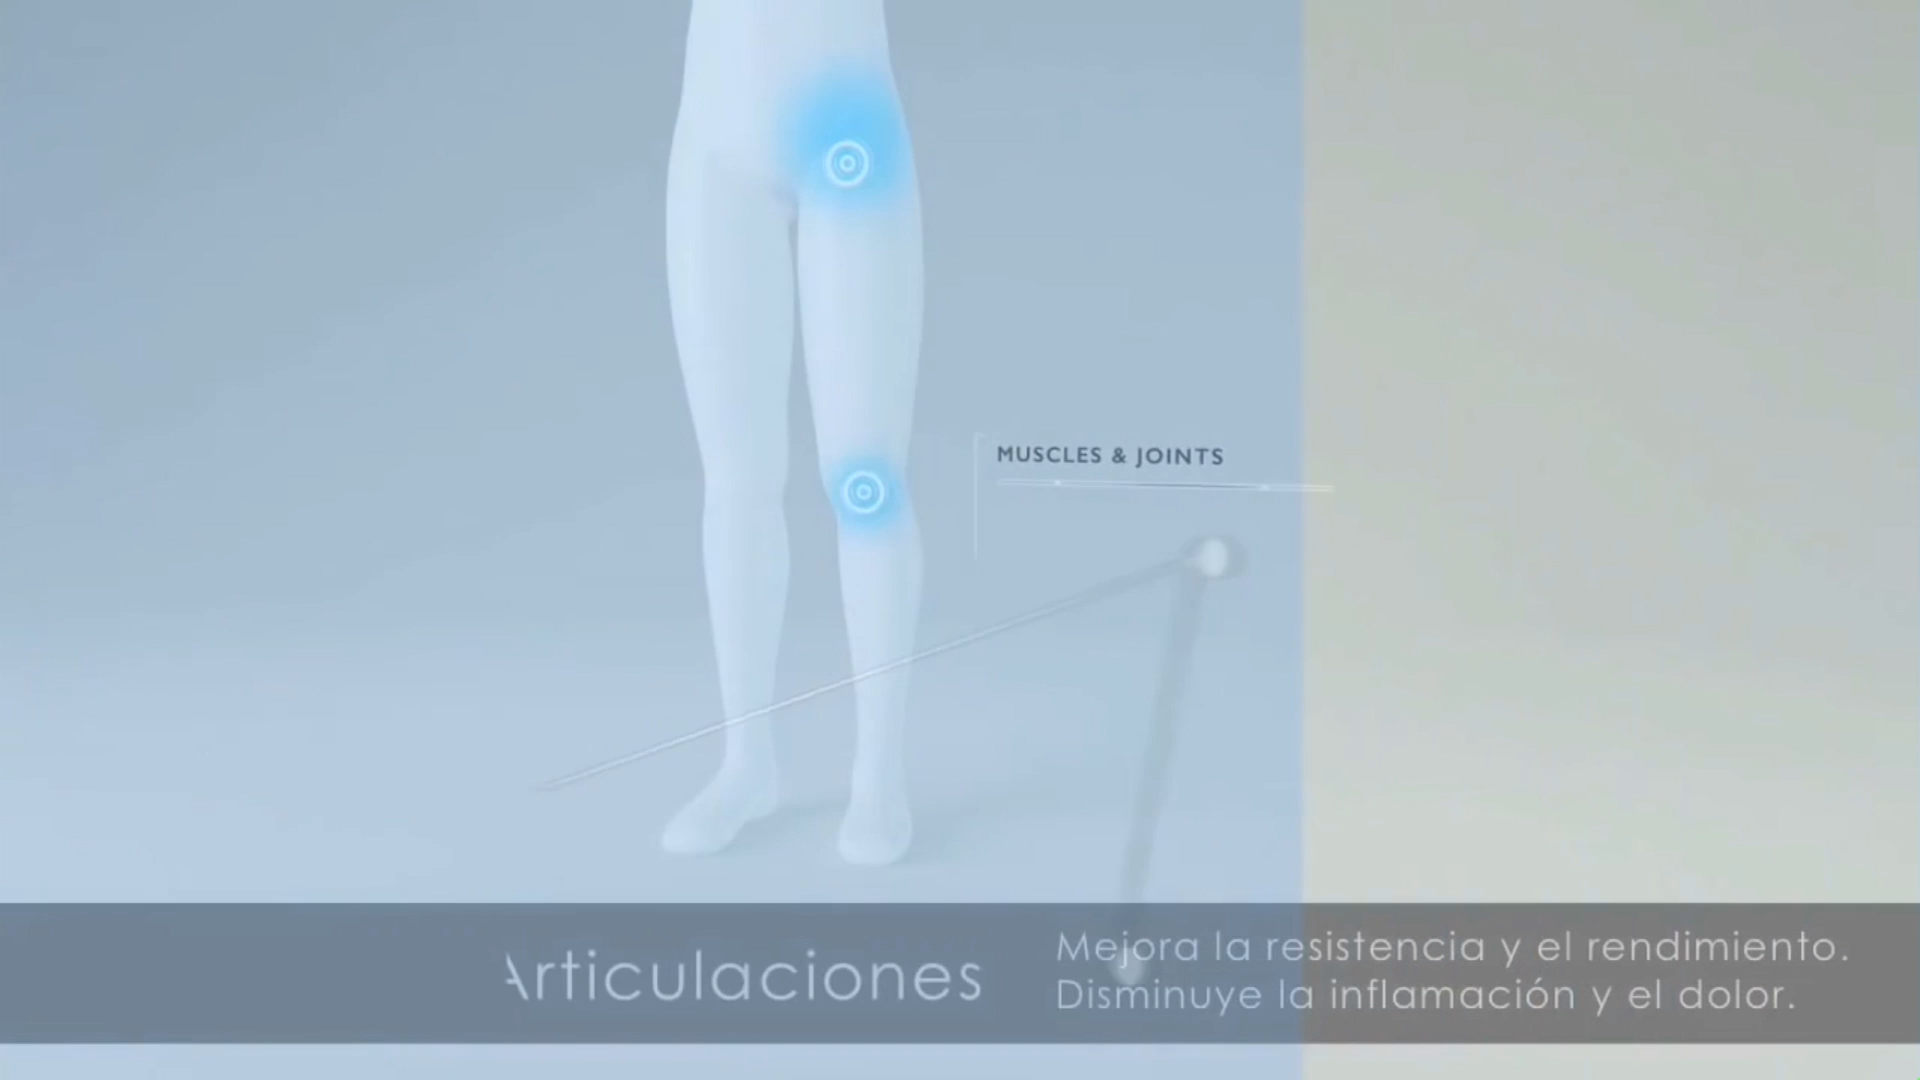 MUSCLES & JOINTS
Articulaciones
Mejora la resistencia y el rendimiento.
Disminuye la inflamación y el dolor.